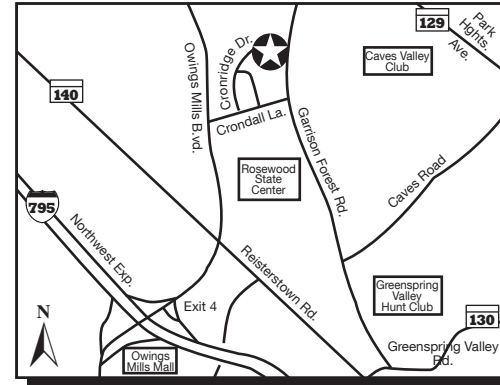 129
Park
Hghts.
Ave.
Caves Valley
Club
140
Owings Mills B.vd.
Cronridge Dr.
Crondall La.
Garrison Forest Rd.
Rosewood
State
Center
Caves Road
795
Northwest Exp.
Reisterstown Rd.
Greenspring
Valley
Hunt Club
N
Exit 4
130
Owings
Mills Mall
Greenspring Valley
Rd.